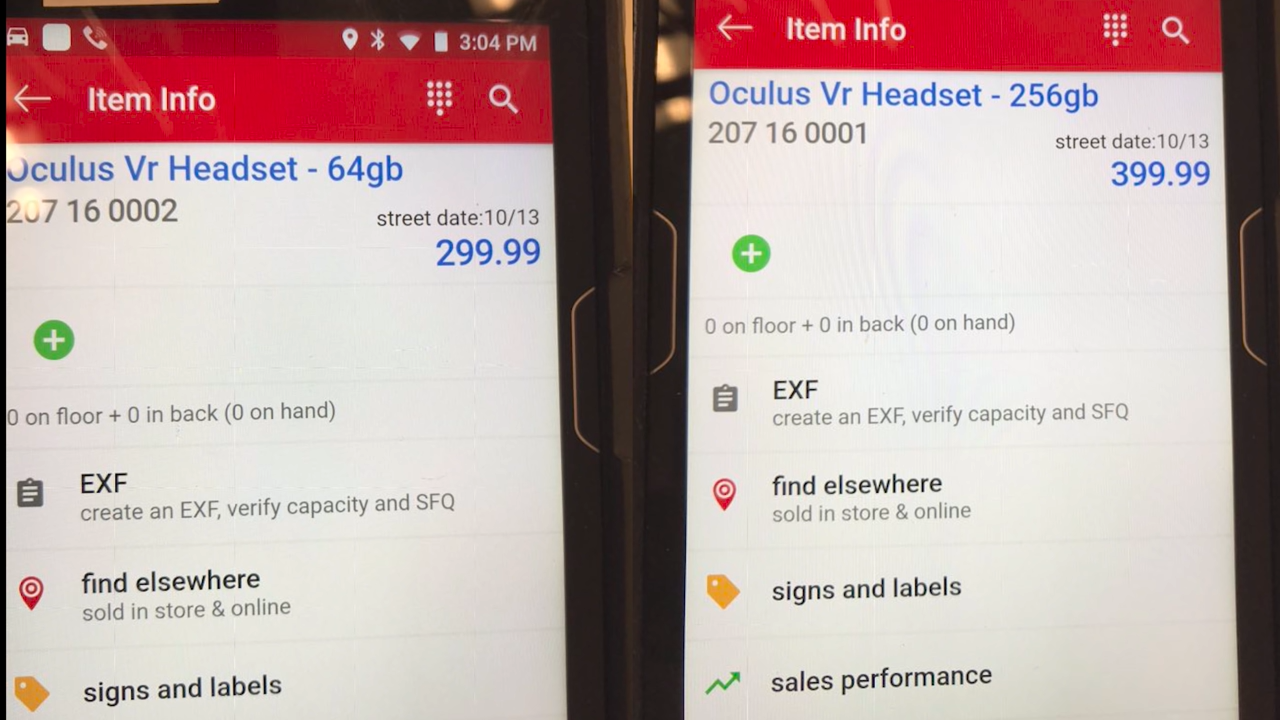 3:04 PM
Item Info
Oculus Vr Headset - 64gb
207 16 0002
street date:10/13
299.99
0 on floor + 0 in back (0 on hand)
EXF
create an EXF, verify capacity and SFQ
find elsewhere
sold in store & online
signs and labels
Item Info
Oculus Vr Headset - 256gb
207 16 0001
street date:10/13
399.99
0 on floor + 0 in back (0 on hand)
EXF
create an EXF, verify capacity and SFQ
find elsewhere
sold in store & online
signs and labels
sales performance